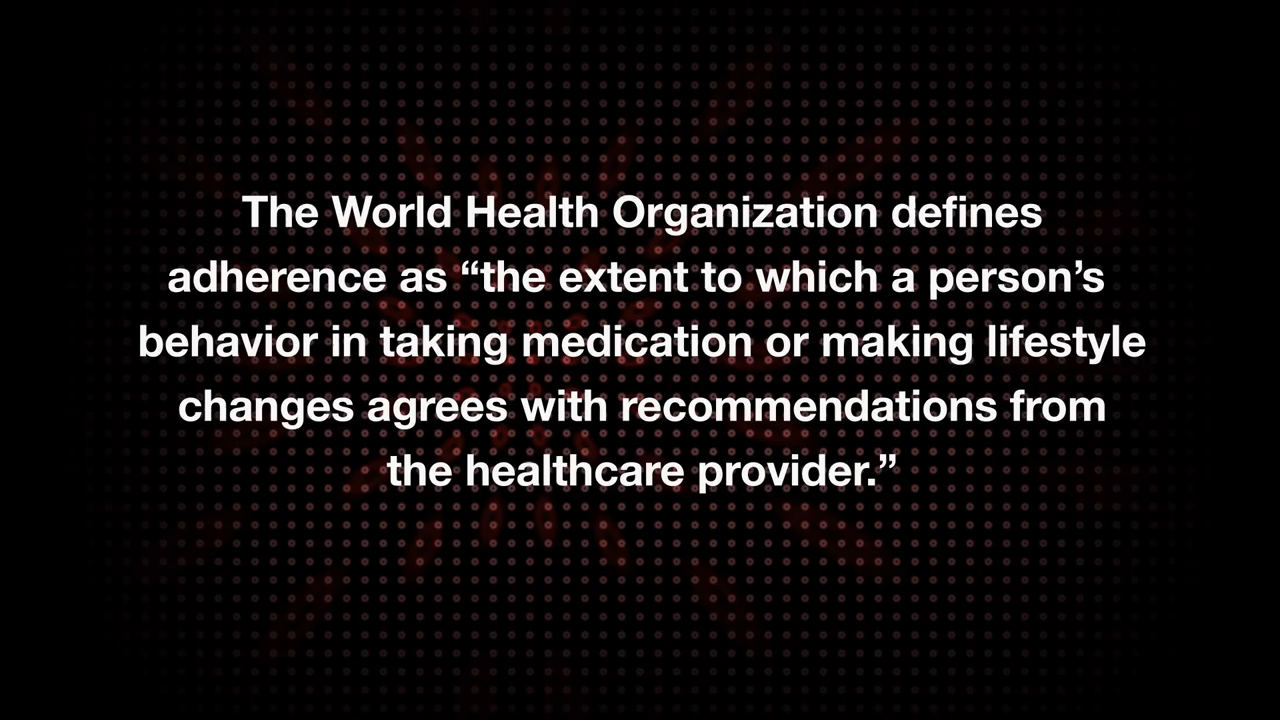 The World Health Organization defines
adherence as “the extent to which a person’s
behavior in taking medication or making lifestyle
changes agrees with recommendations from
the healthcare provider.”